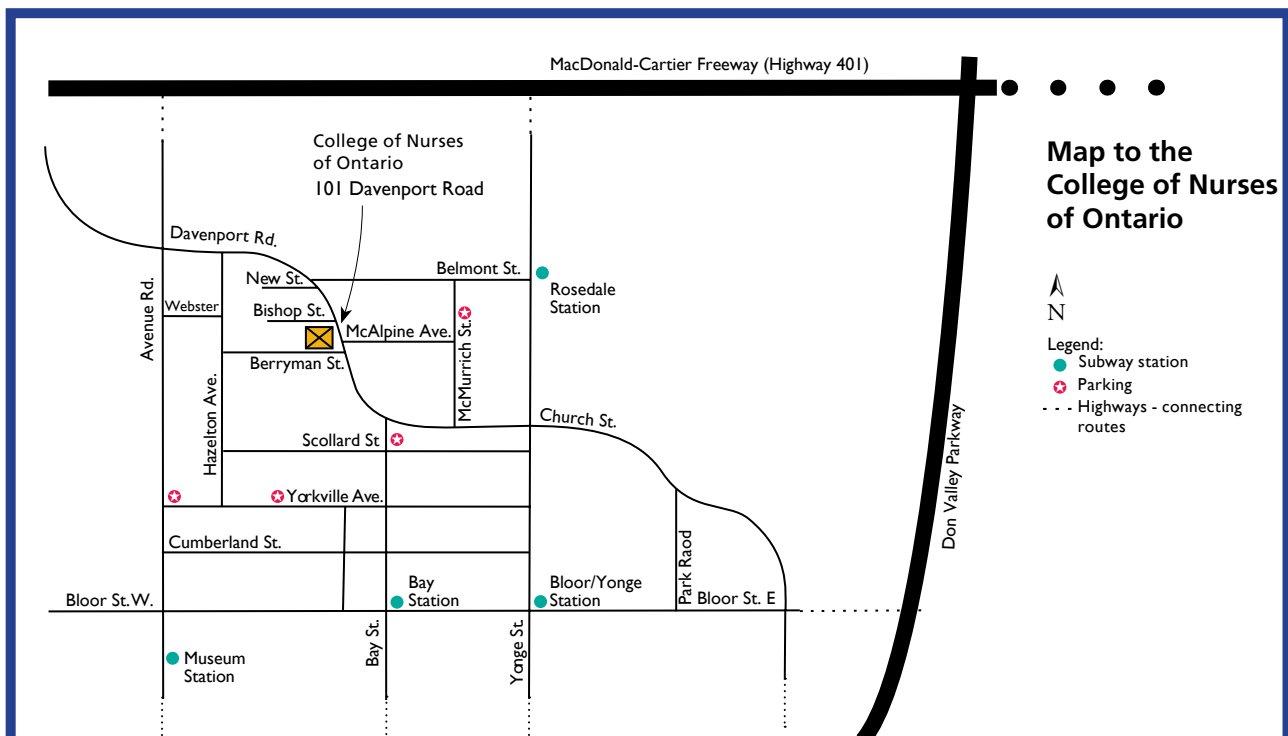 MacDonald-Cartier Freeway (Highway 401)
Map to the
College of Nurses
of Ontario
N
Legend:
Subway station
Parking
Highways - connecting
routes
College of Nurses
of Ontario
101 Davenport Road
Davenport Rd.
Avenue Rd.
Webster
New St.
Bishop St.
Berryman St.
Belmont St.
McAlpine Ave.
McMurrich St.
Rosedale
Station
Hazelton Ave.
Scollard St
Yorkville Ave.
Church St.
Cumberland St.
Bloor St. W.
Bay
Station
Bloor/Yonge
Station
Park Raod
Bloor St. E
Don Valley Parkway
Museum
Station
Bay St.
Yonge St.